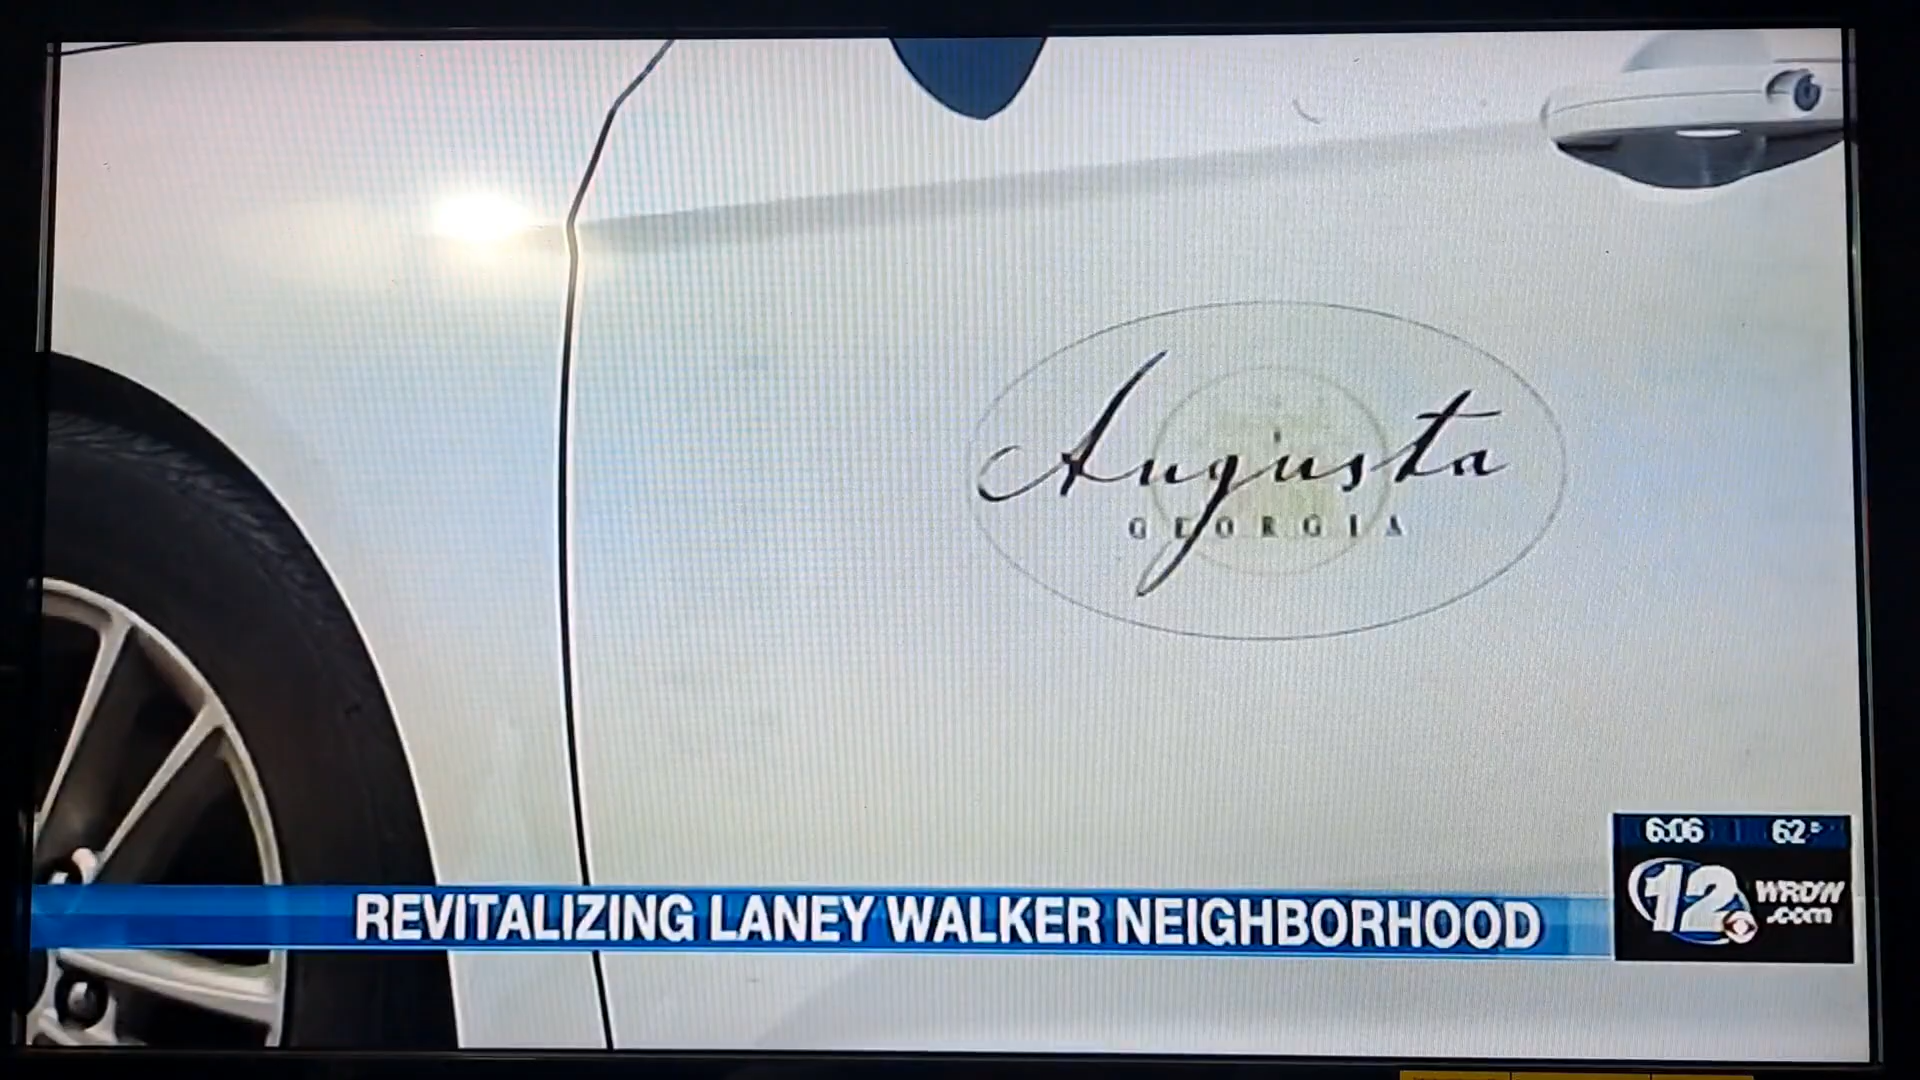 Augusta
GEORGIA
6:06 62°
12 WRDW
.com
REVITALIZING LANEY WALKER NEIGHBORHOOD